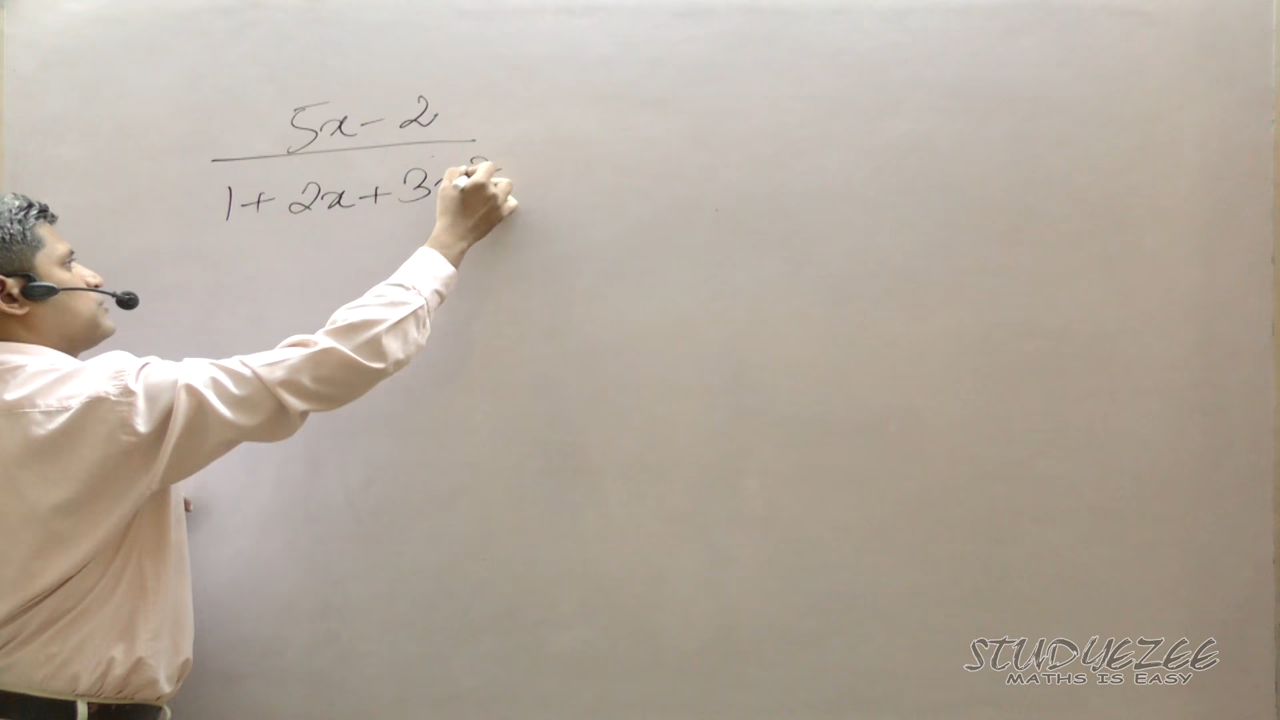 5x - 2
1 + 2x + 3
STUDYEZEE
MATHS IS EASY